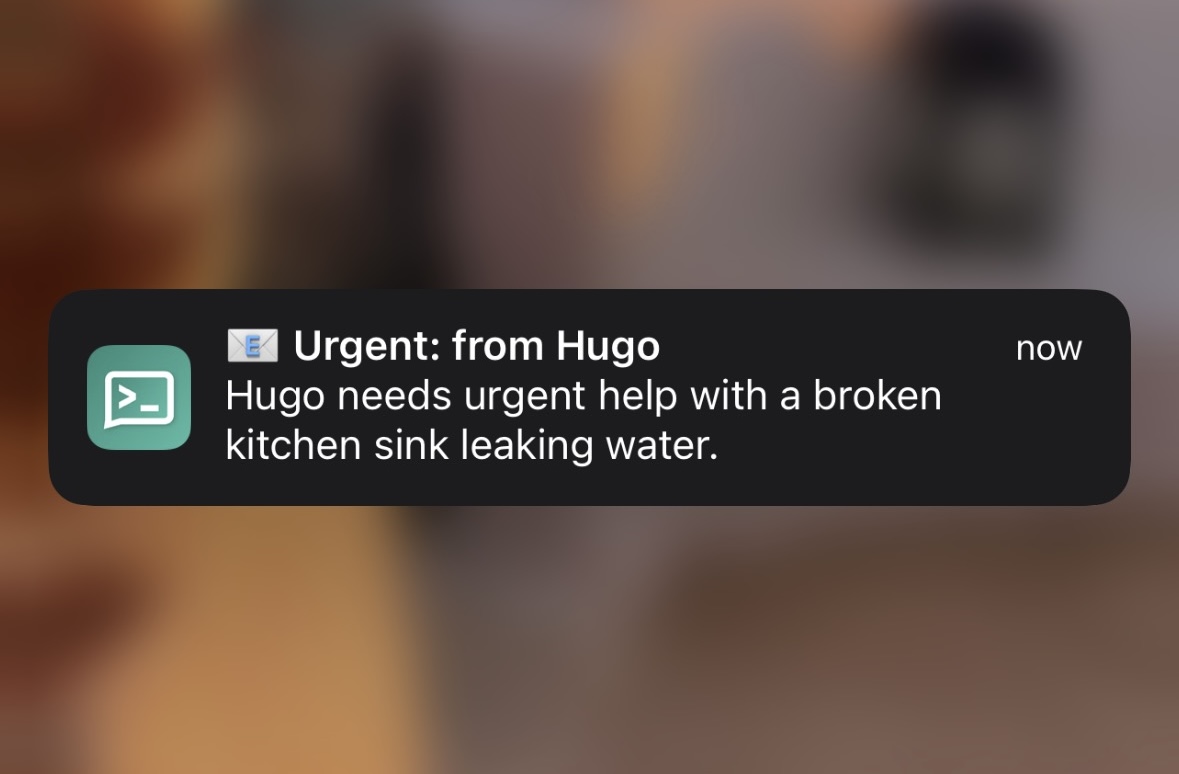 📧 Urgent: from Hugo
now
Hugo needs urgent help with a broken
kitchen sink leaking water.